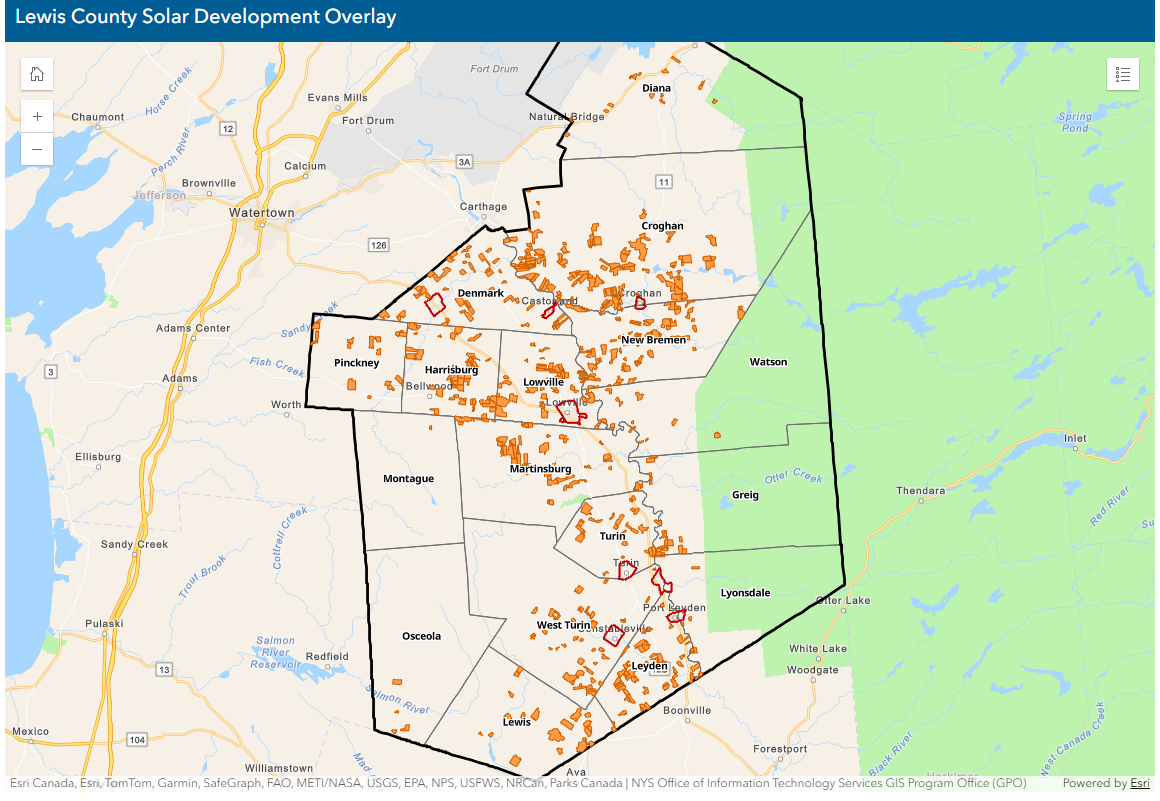 Lewis County Solar Development Overlay
Fort Drum
Diana
Evans Mills
Chaumont
Horse Creek
Natural Bridge
Fort Drum
Spring
Pond
12
Perch River
3A
Calcium
11
Brownville
Jefferson
Carthage
Watertown
Croghan
126
Denmark
Croghan
Castorland
Adams Center
Sandy Creek
New Bremen
Pinckney
Fish Creek
Harrisburg
Watson
3
Adams
Lowville
Bellwood
Worth
Lowville
Inlet
Ellisburg
Martinsburg
Montague
Otter Creek
Thendara
Greig
Red River
Su
Cottrell Creek
Turin
Sandy Creek
Trout Brook
Turin
Lyonsdale
Otter Lake
Port Leyden
Pulaski
West Turin
Constableville
Osceola
Salmon
River
Reservoir
Redfield
White Lake
Leyden
13
Woodgate
Salmon River
Lewis
Boonville
Mexico
104
Forestport
Black River
West Canada Creek
Williamstown
Mad
Ava
Herkimer
Esri Canada, Esri, TomTom, Garmin, SafeGraph, FAO, METI/NASA, USGS, EPA, NPS, USFWS, NRCan, Parks Canada | NYS Office of Information Technology Services GIS Program Office (GPO)
Powered by Esri